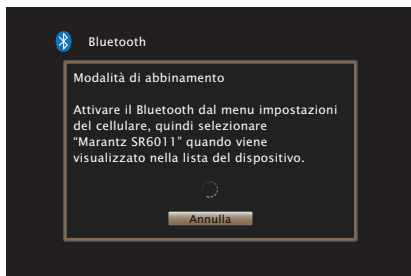 Bluetooth
Modalità di abbinamento
Attivare il Bluetooth dal menu impostazioni
del cellulare, quindi selezionare
“Marantz SR6011” quando viene
visualizzato nella lista del dispositivo.
Annulla